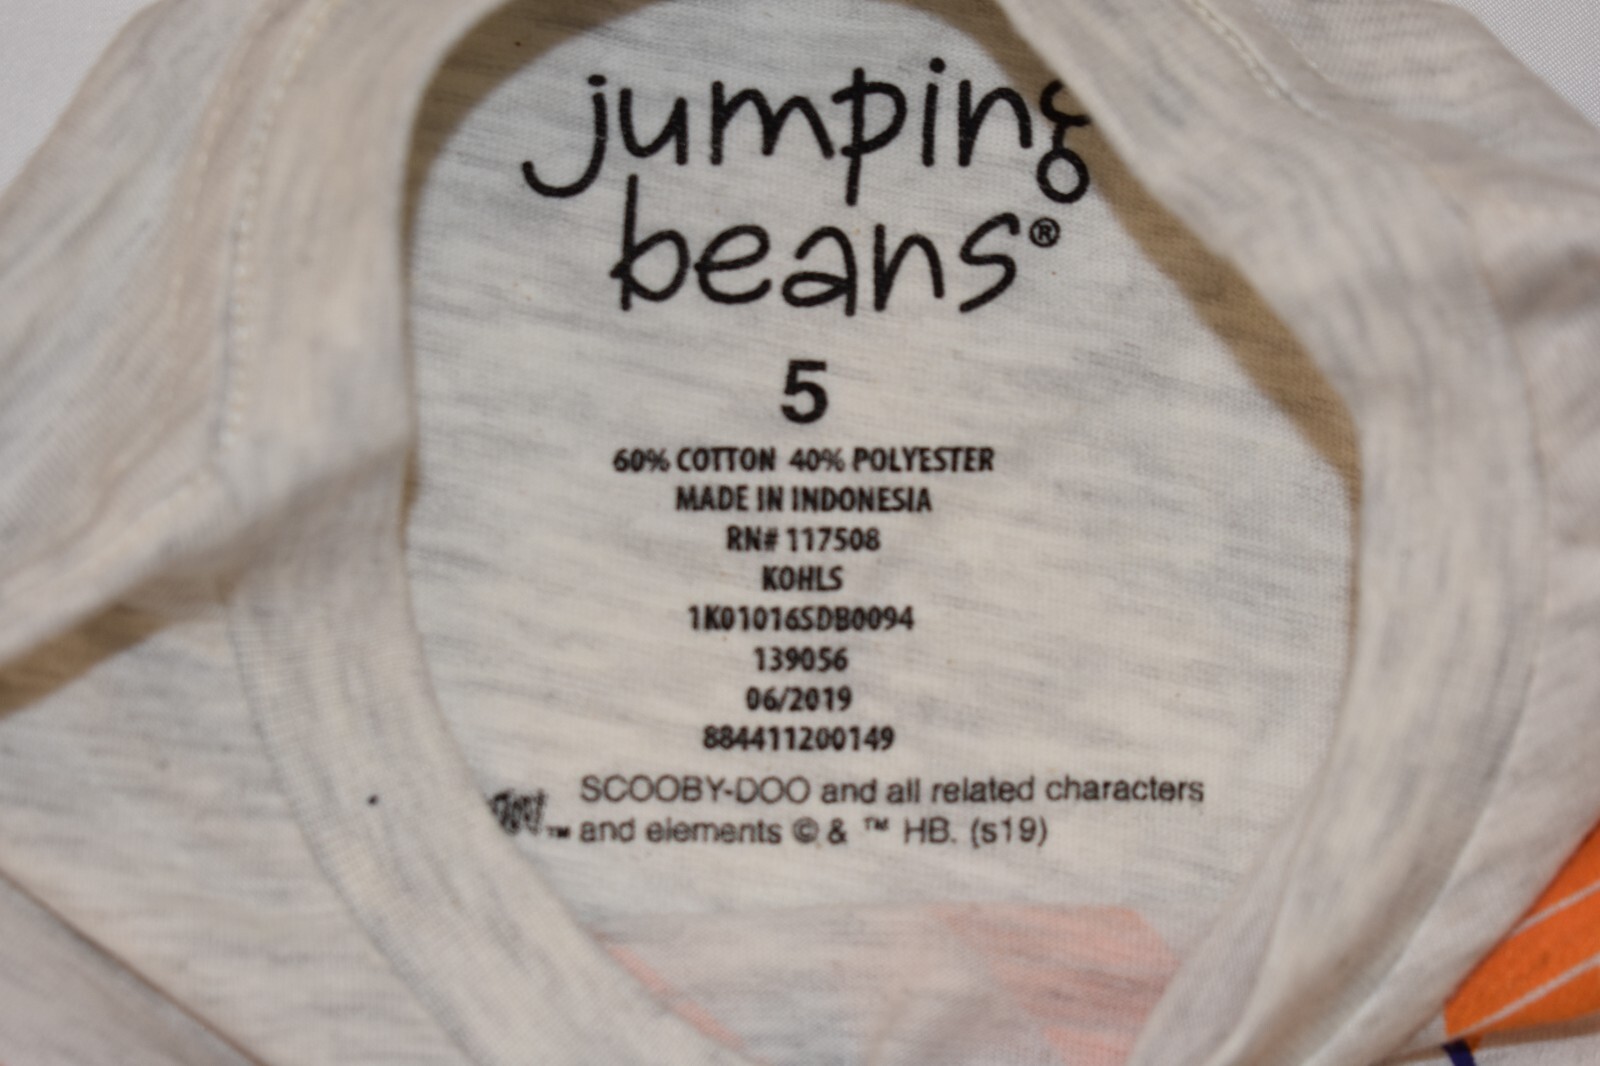 jumping
beans®
5
60% COTTON 40% POLYESTER
MADE IN INDONESIA
RN# 117508
KOHLS
1K01016SDB0094
139056
06/2019
884411200149
SCOOBY-DOO and all related characters
™ and elements © & ™ HB. (s19)